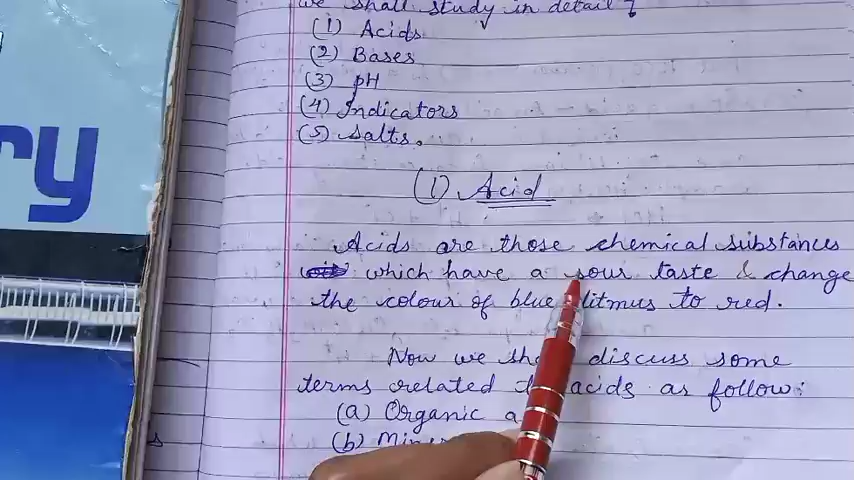 we shall study in detail:
(1) Acids
(2) Bases
(3) pH
(4) Indicators
(5) Salts.
ry
(1) Acid
Acids are those chemical substances
which have a sour taste & change
the colour of blue litmus to red.
Now we sha discuss some
terms related t acids as follow:
(a) Organic a
(b) Miner